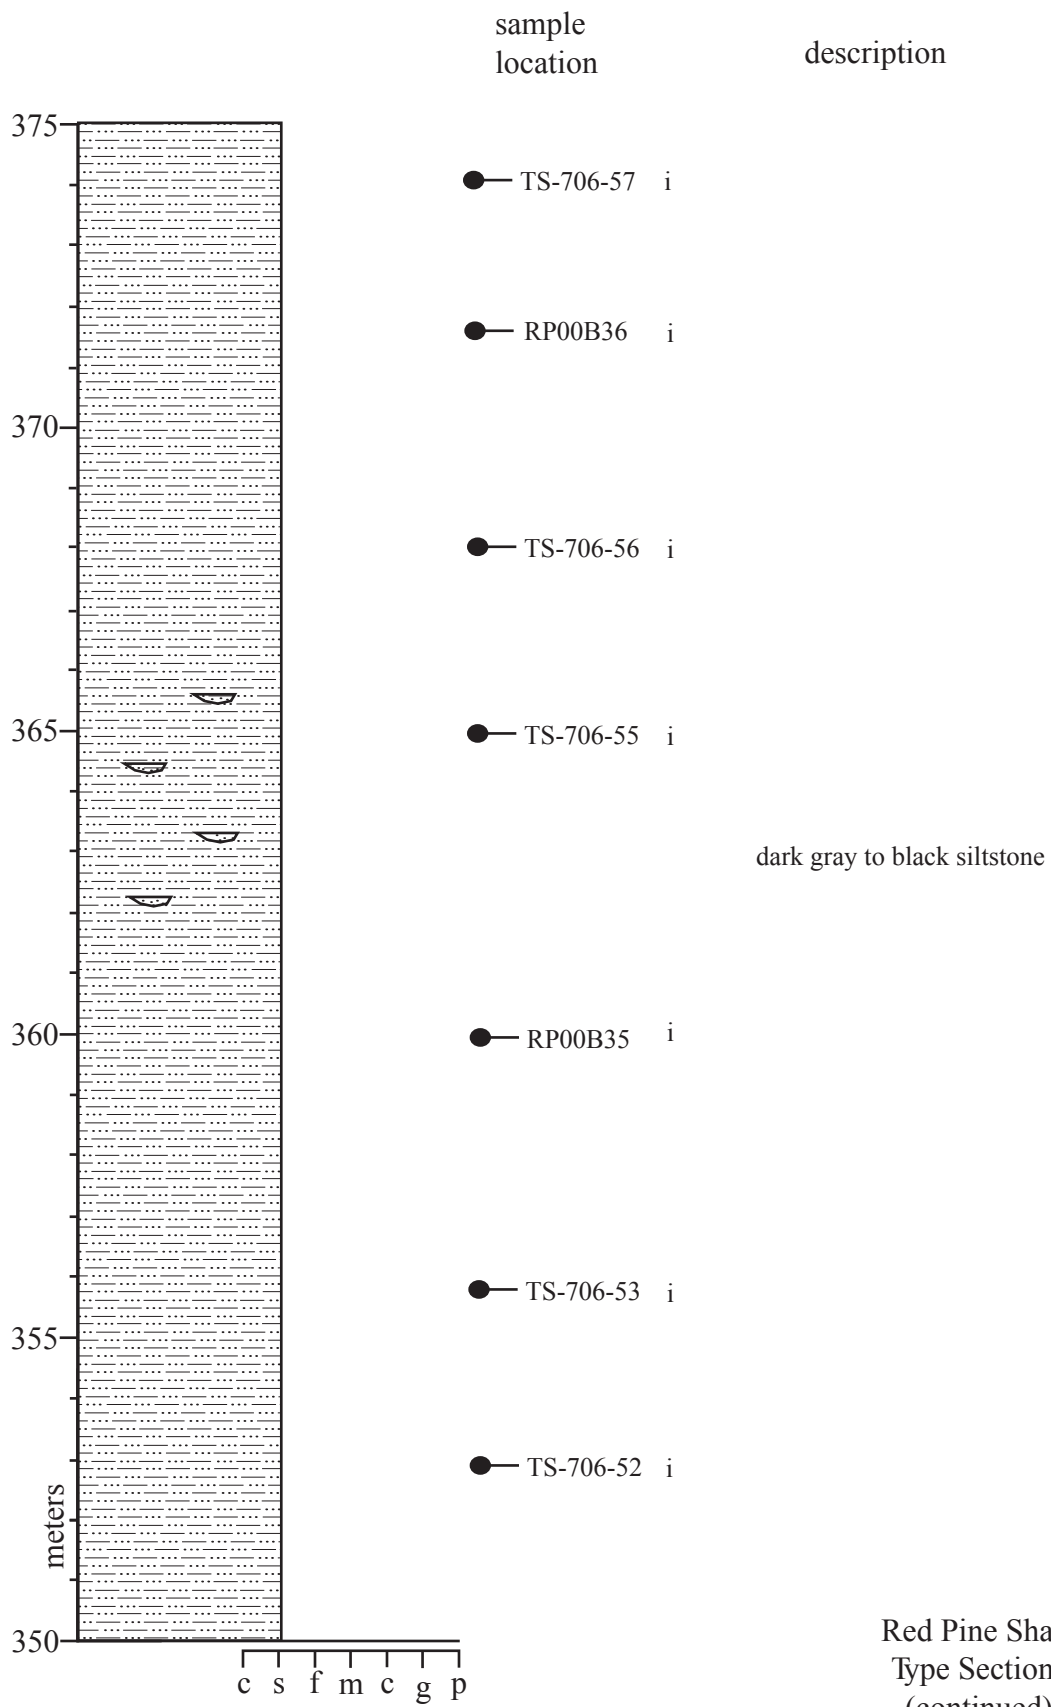 sample
location
description
375
TS-706-57 i
RP00B36 i
370
TS-706-56 i
365
TS-706-55 i
dark gray to black siltstone
360
RP00B35 i
TS-706-53 i
355
TS-706-52 i
meters
350
c s f m c g p
Red Pine Sha
Type Section